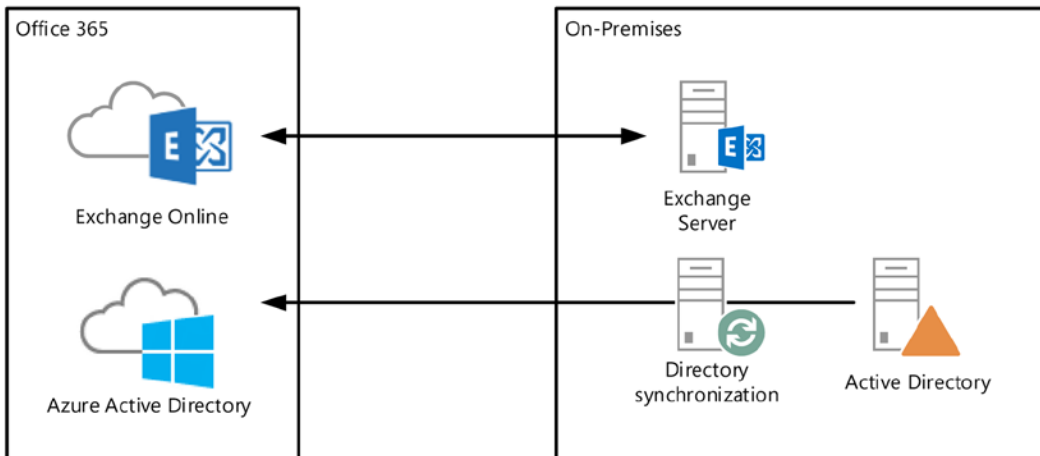 Office 365
On-Premises
E
E
Exchange Online
Exchange
Server
Azure Active Directory
Directory
synchronization
Active Directory